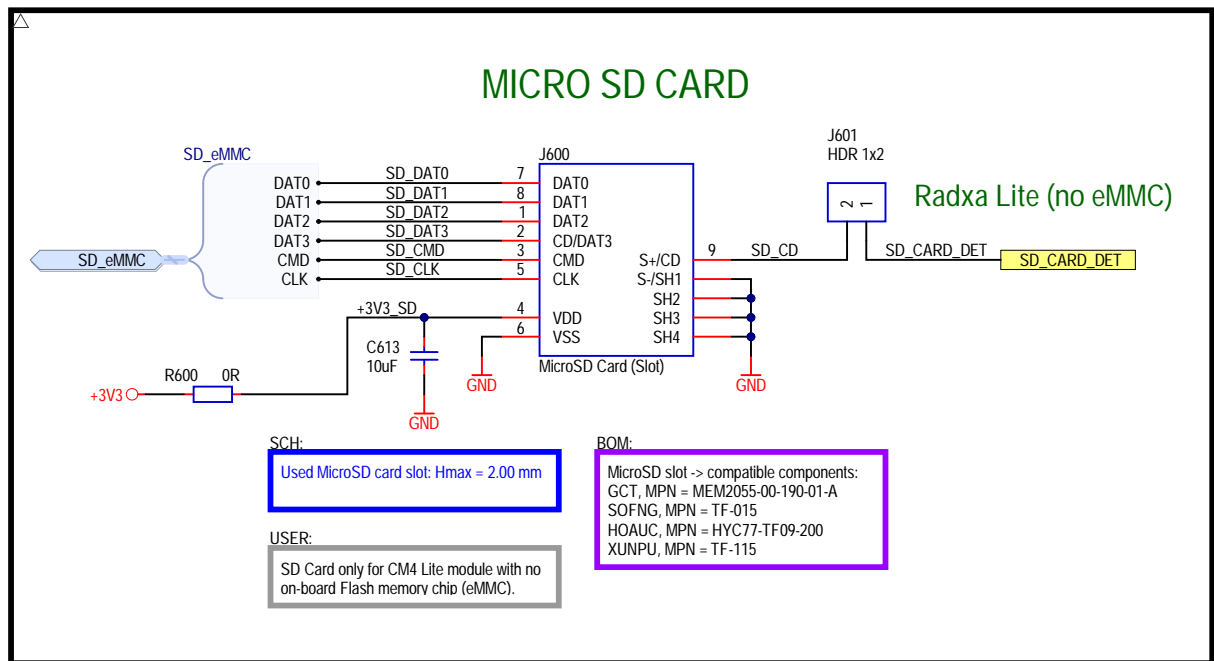 MICRO SD CARD
J601
HDR 1x2
SD_eMMC
J600
Radxa Lite (no eMMC)
2 1
DAT0 SD_DAT0 7 DAT0
DAT1 SD_DAT1 8 DAT1
DAT2 SD_DAT2 1 DAT2
DAT3 SD_DAT3 2 CD/DAT3
SD_eMMC CMD SD_CMD 3 CMD S+/CD 9 SD_CD SD_CARD_DET SD_CARD_DET
CLK SD_CLK 5 CLK S-/SH1
SH2
+3V3_SD 4 VDD SH3
6 VSS SH4
C613
10uF
MicroSD Card (Slot)
GND
GND
R600 0R
+3V3
GND
SCH:
Used MicroSD card slot: Hmax = 2.00 mm
BOM:
MicroSD slot -> compatible components:
GCT, MPN = MEM2055-00-190-01-A
SOFNG, MPN = TF-015
HOAUC, MPN = HYC77-TF09-200
XUNPU, MPN = TF-115
USER:
SD Card only for CM4 Lite module with no
on-board Flash memory chip (eMMC).